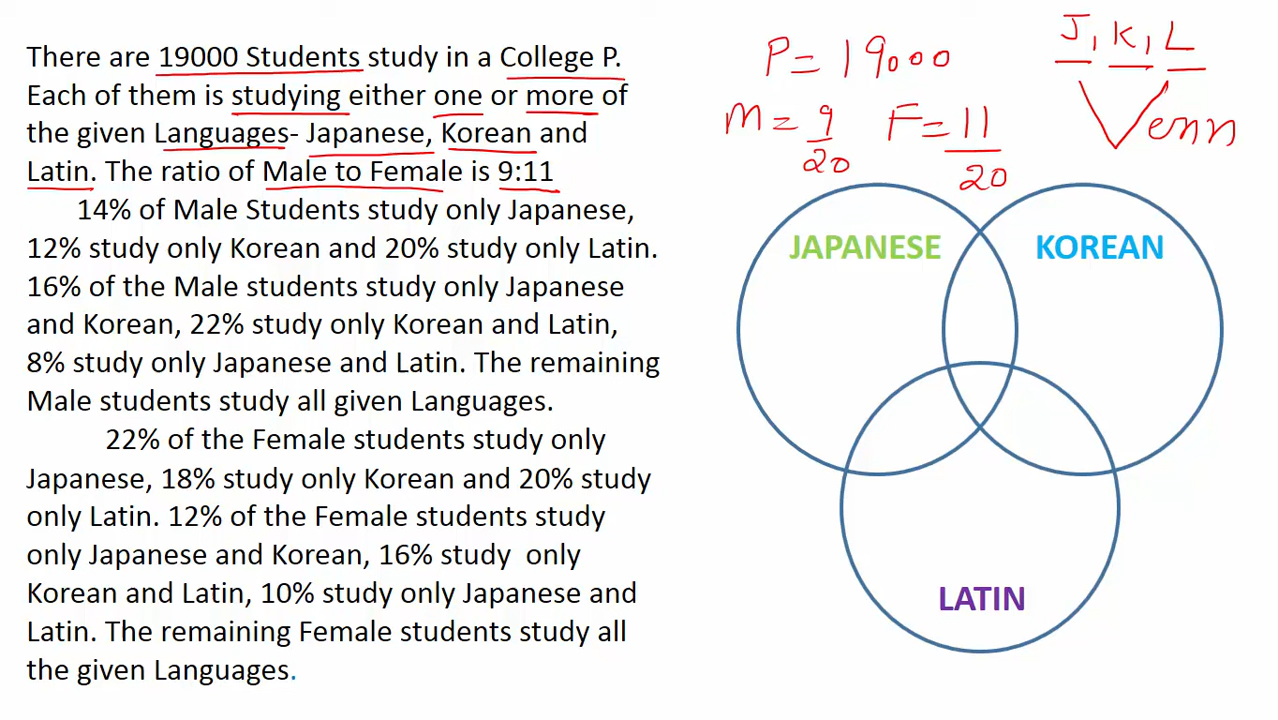 There are 19000 Students study in a College P.
Each of them is studying either one or more of
the given Languages- Japanese, Korean and
Latin. The ratio of Male to Female is 9:11
14% of Male Students study only Japanese,
12% study only Korean and 20% study only Latin.
16% of the Male students study only Japanese
and Korean, 22% study only Korean and Latin,
8% study only Japanese and Latin. The remaining
Male students study all given Languages.
22% of the Female students study only
Japanese, 18% study only Korean and 20% study
only Latin. 12% of the Female students study
only Japanese and Korean, 16% study only
Korean and Latin, 10% study only Japanese and
Latin. The remaining Female students study all
the given Languages.
P = 19000
J, K, L
M = 9/20 F = 11/20
Venn
JAPANESE
KOREAN
LATIN